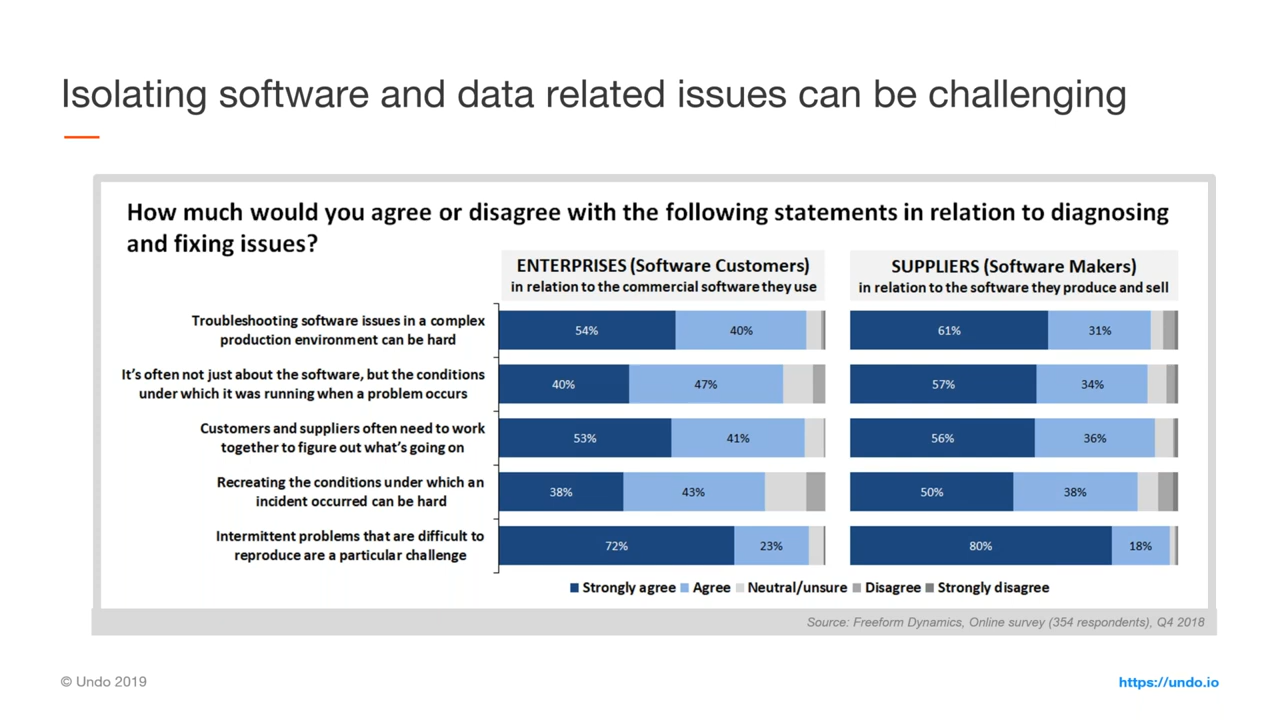 Isolating software and data related issues can be challenging
How much would you agree or disagree with the following statements in relation to diagnosing
and fixing issues?
ENTERPRISES (Software Customers)
in relation to the commercial software they use
SUPPLIERS (Software Makers)
in relation to the software they produce and sell
Troubleshooting software issues in a complex
production environment can be hard
54% 40% 61% 31%
It's often not just about the software, but the conditions
under which it was running when a problem occurs
40% 47% 57% 34%
Customers and suppliers often need to work
together to figure out what's going on
53% 41% 56% 36%
Recreating the conditions under which an
incident occurred can be hard
38% 43% 50% 38%
Intermittent problems that are difficult to
reproduce are a particular challenge
72% 23% 80% 18%
Strongly agree Agree Neutral/unsure Disagree Strongly disagree
Source: Freeform Dynamics, Online survey (354 respondents), Q4 2018
© Undo 2019
https://undo.io